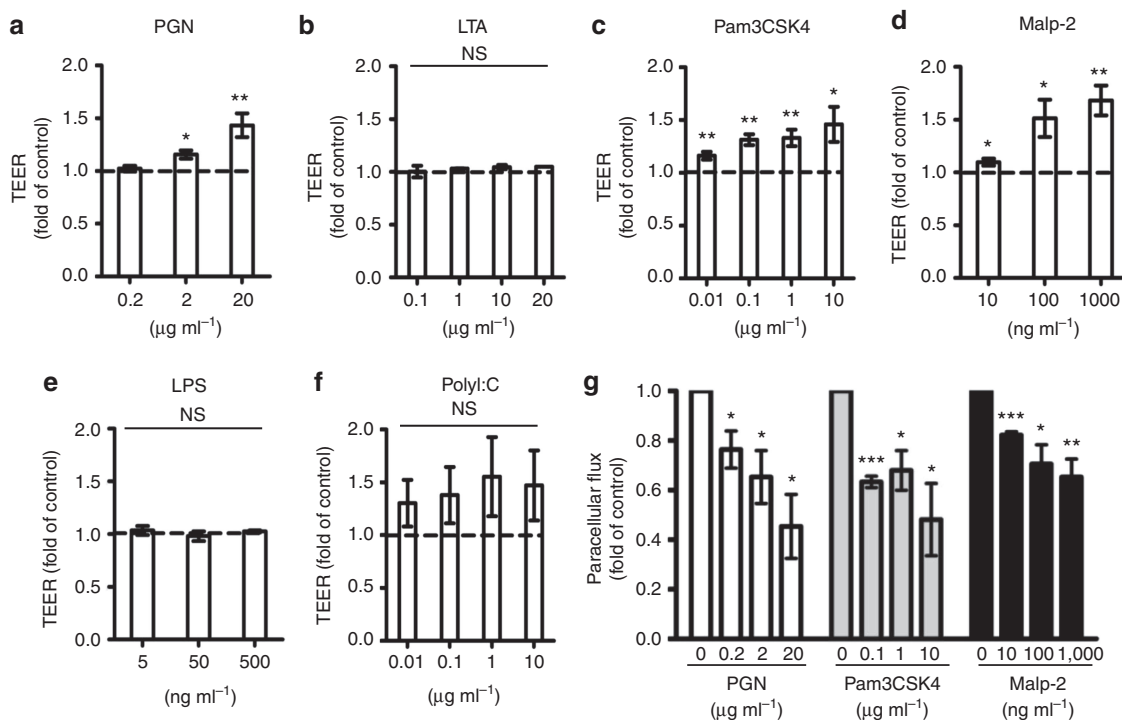 a
PGN
TEER
(fold of control)
2.0
1.5
1.0
0.5
0.0
*
**
0.2 2 20
(μg ml⁻¹)
b
LTA
NS
TEER
(fold of control)
2.0
1.5
1.0
0.5
0.0
0.1 1 10 20
(μg ml⁻¹)
c
Pam3CSK4
TEER
(fold of control)
2.0
1.5
1.0
0.5
0.0
** ** ** *
0.01 0.1 1 10
(μg ml⁻¹)
d
Malp-2
TEER (fold of control)
2.0
1.5
1.0
0.5
0.0
* * **
10 100 1000
(ng ml⁻¹)
e
LPS
NS
TEER (fold of control)
2.0
1.5
1.0
0.5
0.0
5 50 500
(ng ml⁻¹)
f
PolyI:C
NS
TEER (fold of control)
2.0
1.5
1.0
0.5
0.0
0.01 0.1 1 10
(μg ml⁻¹)
g
Paracellular flux
(fold of control)
1.0
0.8
0.6
0.4
0.2
0.0
* * * *** * * *** * **
0 0.2 2 20 0 0.1 1 10 0 10 100 1,000
PGN Pam3CSK4 Malp-2
(μg ml⁻¹) (μg ml⁻¹) (ng ml⁻¹)